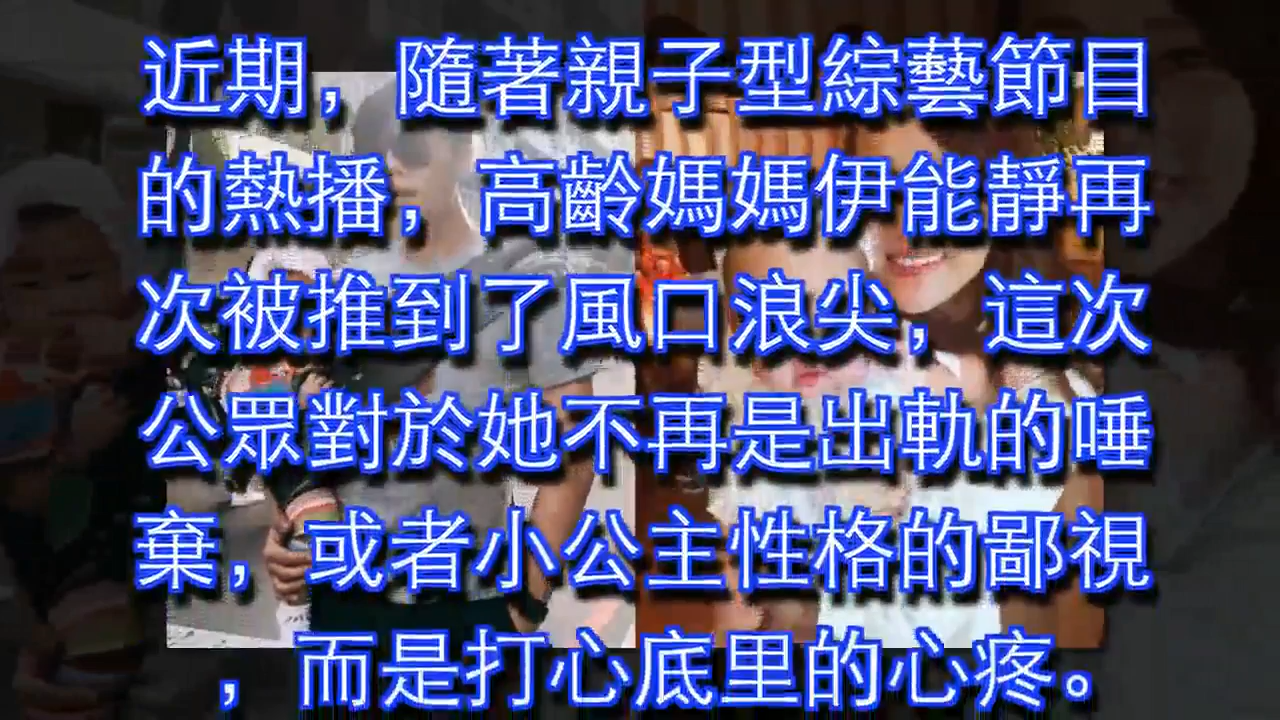 近期，隨著親子型綜藝節目
的熱播，高齡媽媽伊能靜再
次被推到了風口浪尖，這次
公眾對於她不再是出軌的唾
棄，或者小公主性格的鄙視
，而是打心底里的心疼。